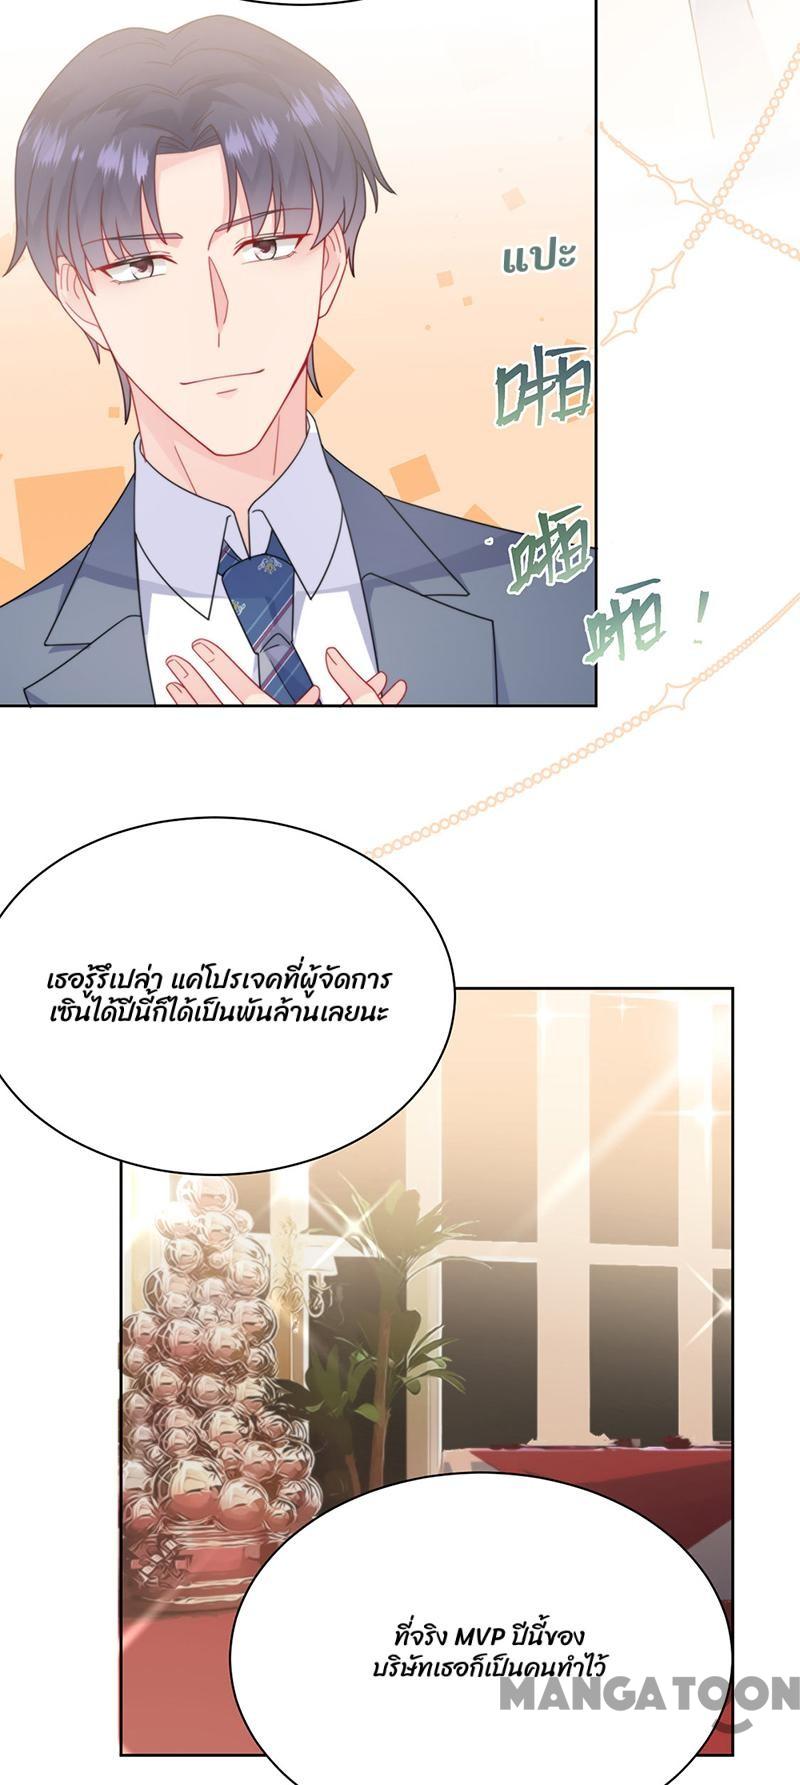 แปะ
啪
啪
啪！
เธอรู้รึเปล่า แค่โปรเจคที่ผู้จัดการ
เซินได้ปีนี้ก็ได้เป็นพันล้านเลยนะ
ที่จริง MVP ปีนี้ของ
บริษัทเธอก็เป็นคนทำไว้
MANGATOON